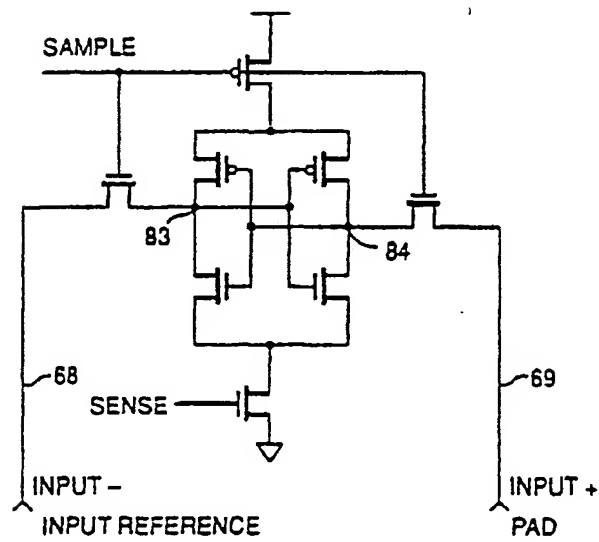 SAMPLE
83
84
68
69
SENSE
INPUT –
INPUT REFERENCE
INPUT +
PAD